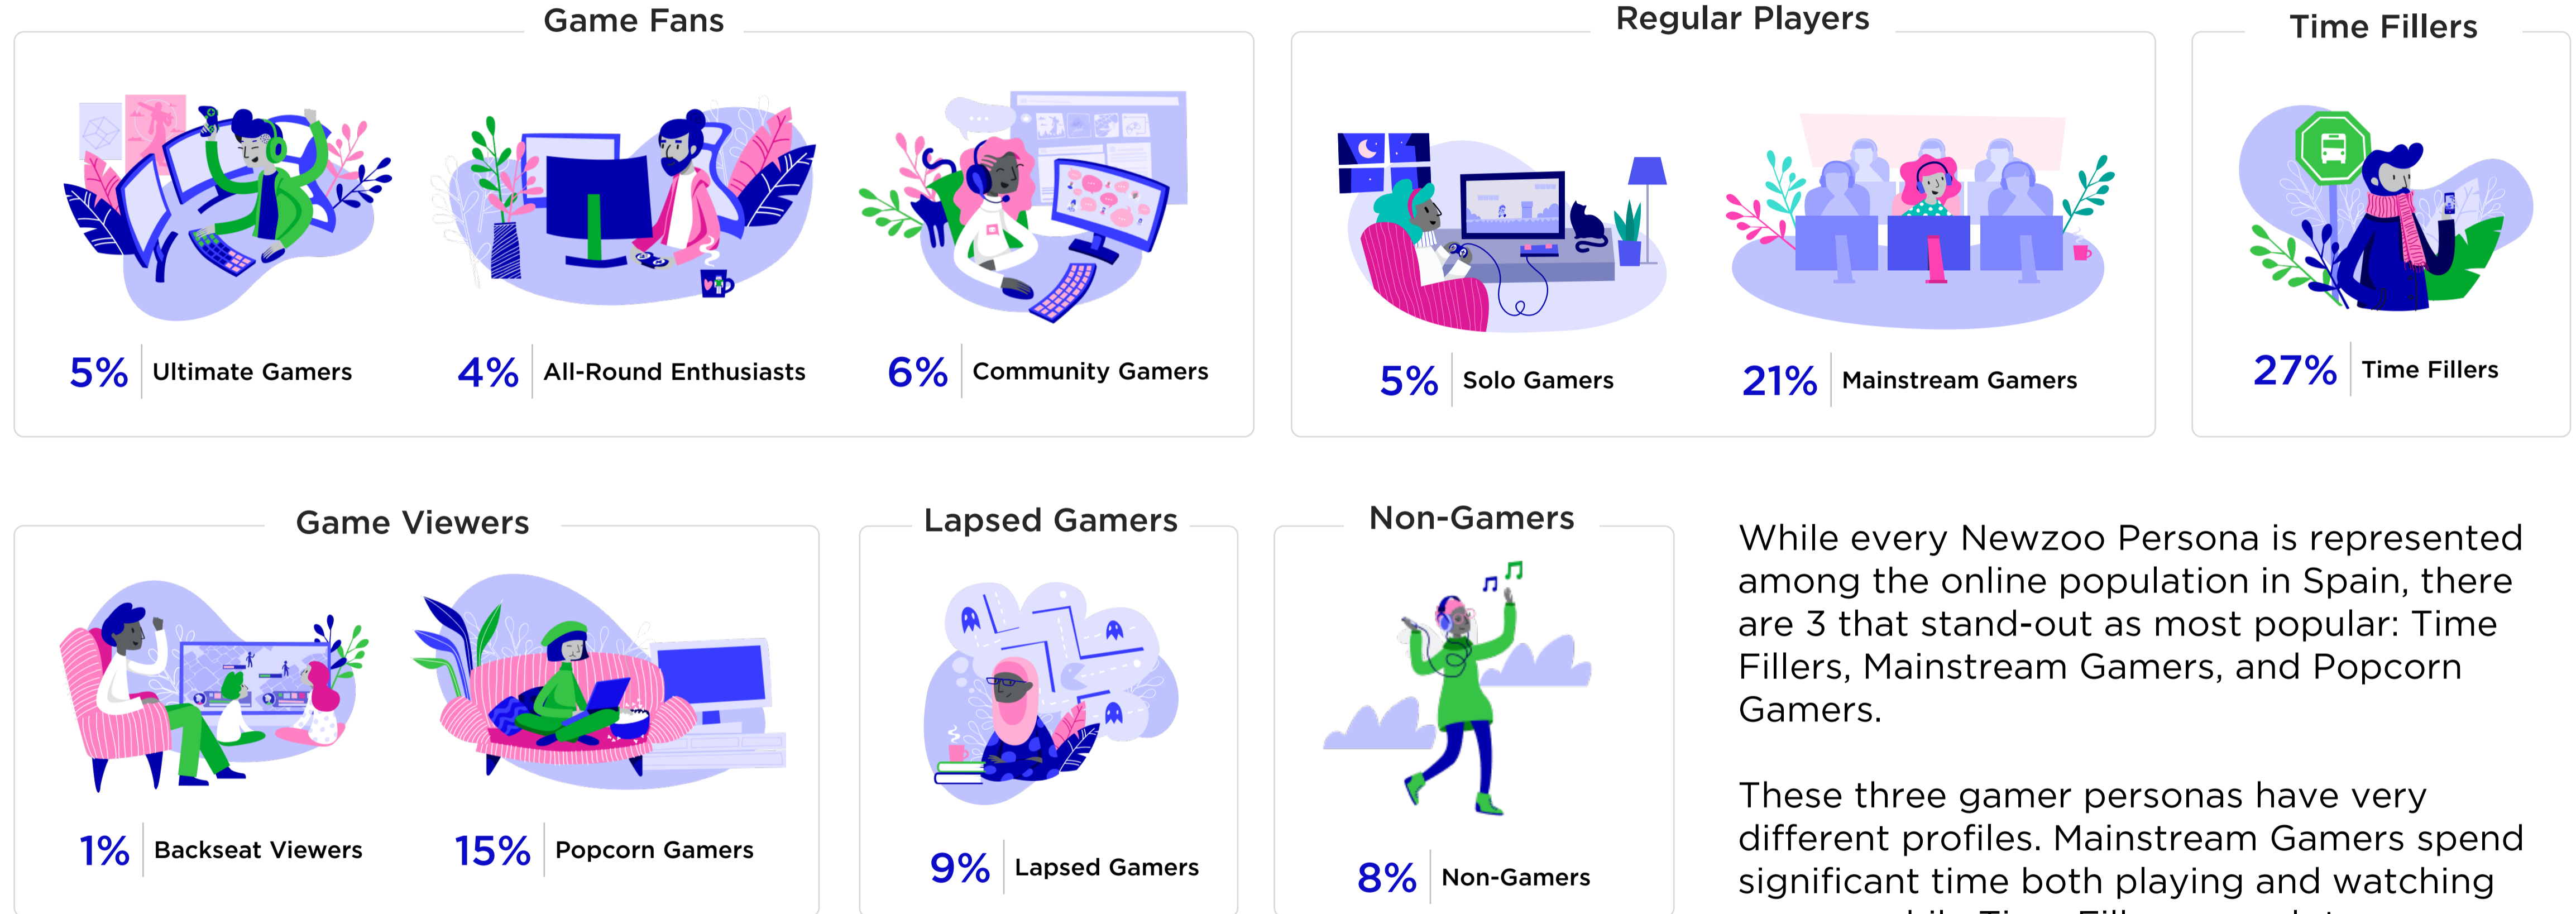 Game Fans
Regular Players
Time Fillers
5% Ultimate Gamers
4% All-Round Enthusiasts
6% Community Gamers
5% Solo Gamers
21% Mainstream Gamers
27% Time Fillers
Game Viewers
Lapsed Gamers
Non-Gamers
1% Backseat Viewers
15% Popcorn Gamers
9% Lapsed Gamers
8% Non-Gamers
While every Newzoo Persona is represented
among the online population in Spain, there
are 3 that stand-out as most popular: Time
Fillers, Mainstream Gamers, and Popcorn
Gamers.
These three gamer personas have very
different profiles. Mainstream Gamers spend
significant time both playing and watching